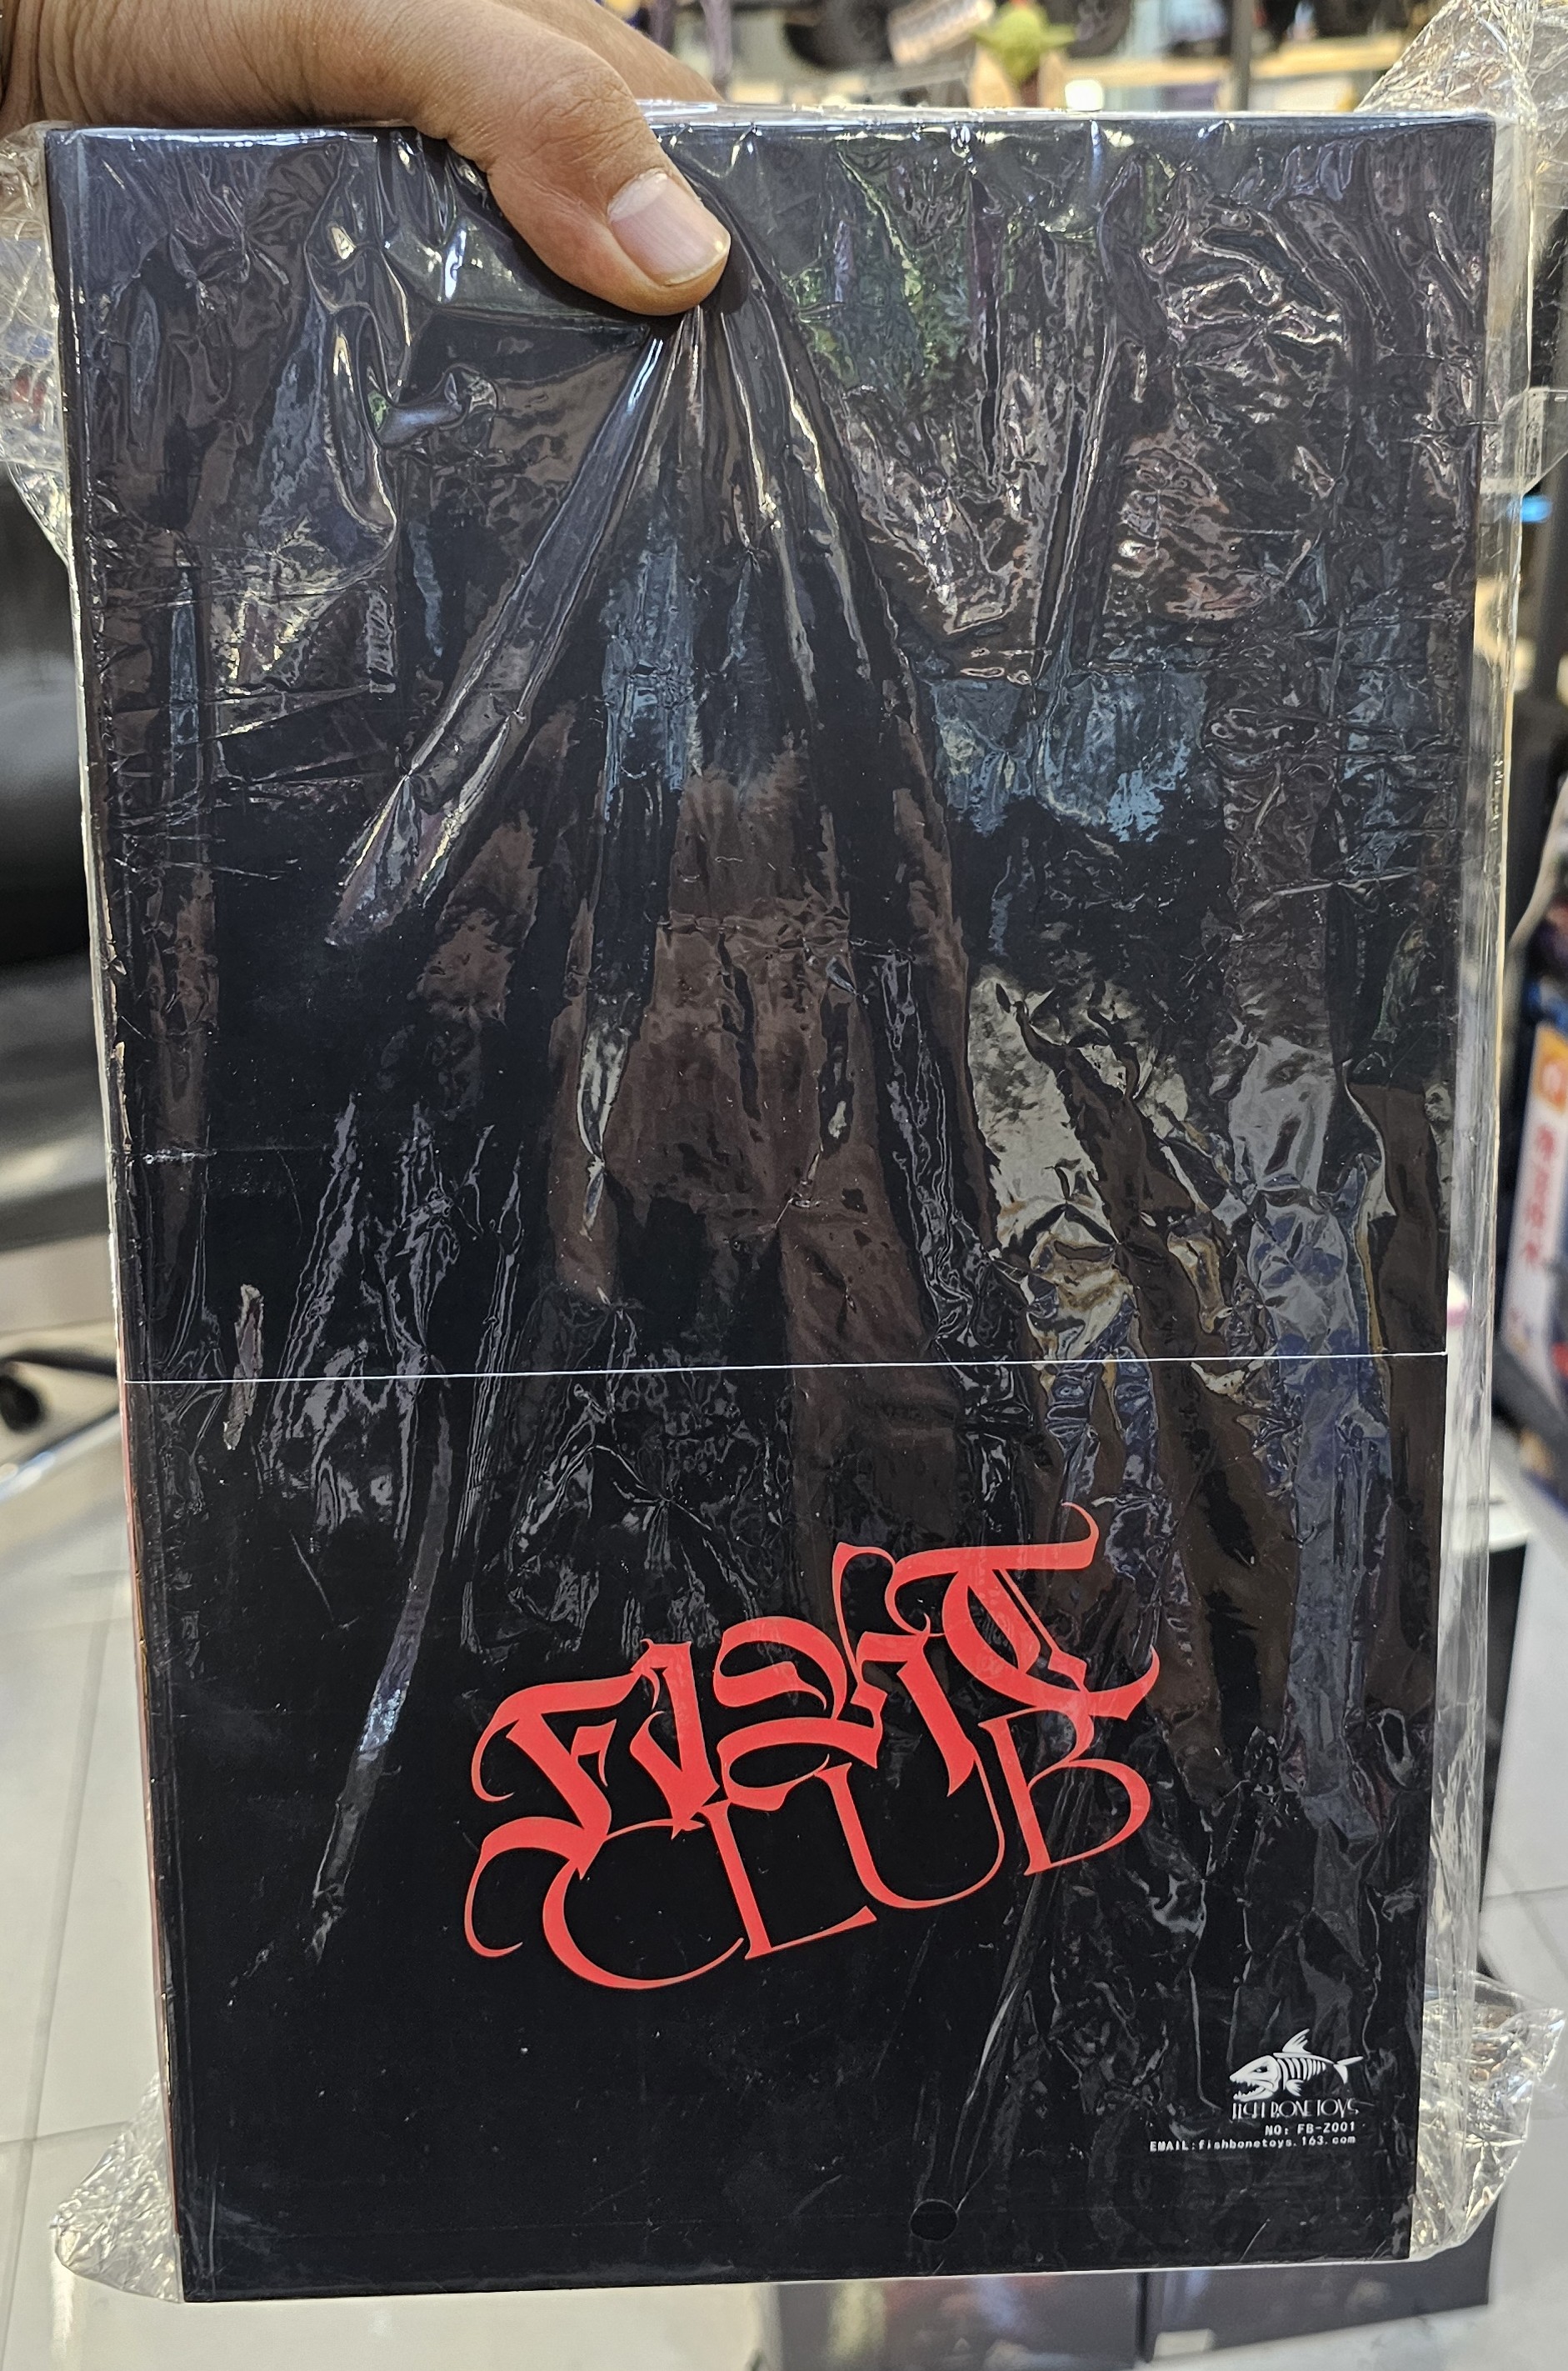 FIGHT
CLUB
FISH BONE TOYS
NO: FB-Z001
EMAIL:fishbonetoys.163.com